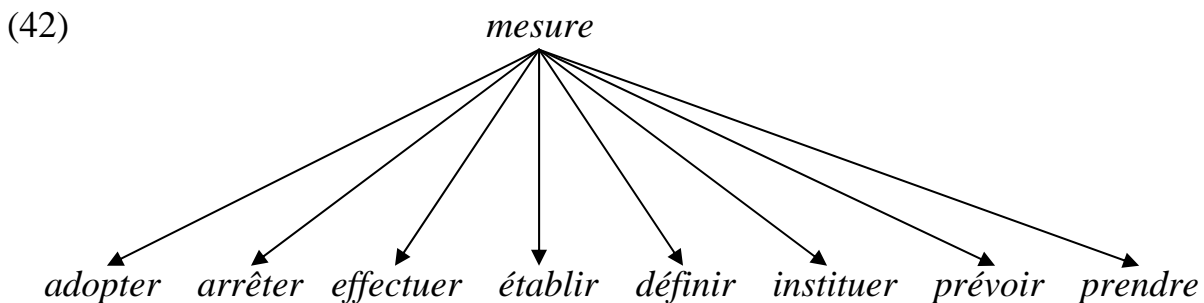 (42) mesure
adopter arrêter effectuer établir définir instituer prévoir prendre